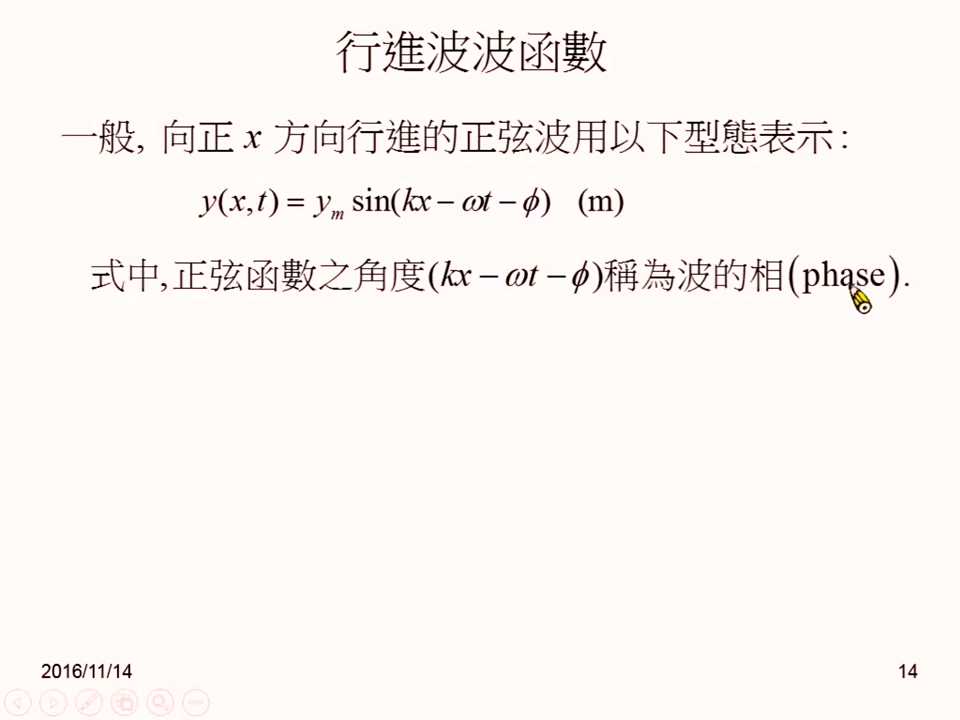 行進波波函數
一般, 向正 x 方向行進的正弦波用以下型態表示:
y(x,t) = yₘ sin(kx − ωt − ϕ) (m)
式中,正弦函數之角度(kx − ωt − ϕ)稱為波的相(phase).
2016/11/14
14